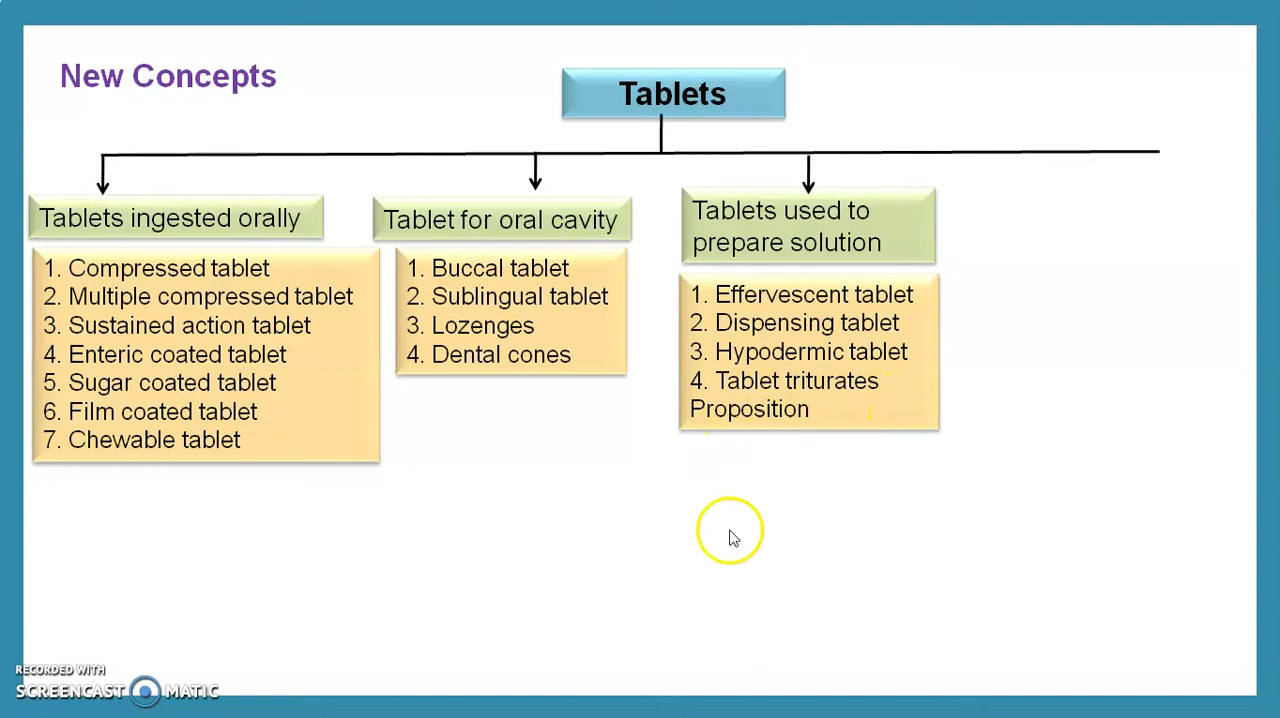 New Concepts
Tablets
Tablets ingested orally
1. Compressed tablet
2. Multiple compressed tablet
3. Sustained action tablet
4. Enteric coated tablet
5. Sugar coated tablet
6. Film coated tablet
7. Chewable tablet
Tablet for oral cavity
1. Buccal tablet
2. Sublingual tablet
3. Lozenges
4. Dental cones
Tablets used to
prepare solution
1. Effervescent tablet
2. Dispensing tablet
3. Hypodermic tablet
4. Tablet triturates
Proposition
RECORDED WITH
SCREENCAST MATIC